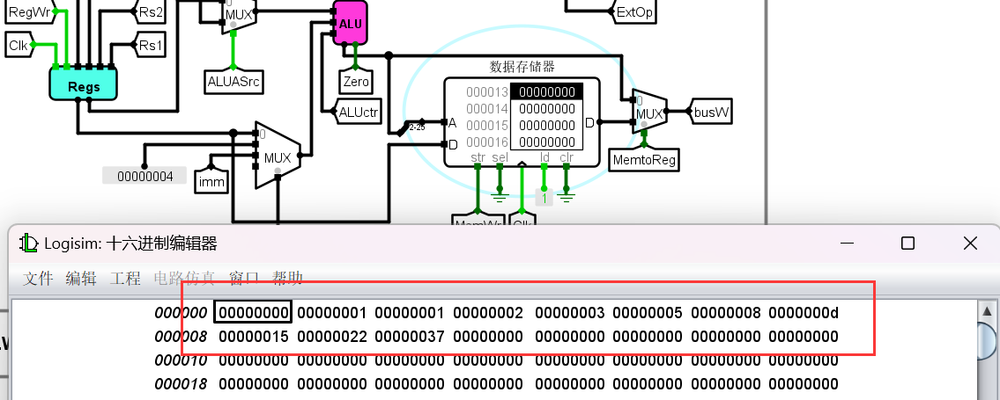 RegWr
Rs2
MUX
ALU
ExtOp
Clk
Rs1
Regs
ALUASrc
Zero
数据存储器
ALUctr
000013 00000000
000014 00000000
000015 00000000
000016 00000000
A
D
D
2-25
str sel ld clr
0
MUX
busW
MemtoReg
0
MUX
00000004
imm
1
MemWr
Clk
Logisim: 十六进制编辑器
文件 编辑 工程 电路仿真 窗口 帮助
000000 00000000 00000001 00000001 00000002 00000003 00000005 00000008 0000000d
000008 00000015 00000022 00000037 00000000 00000000 00000000 00000000 00000000
000010 00000000 00000000 00000000 00000000 00000000 00000000 00000000 00000000
000018 00000000 00000000 00000000 00000000 00000000 00000000 00000000 00000000